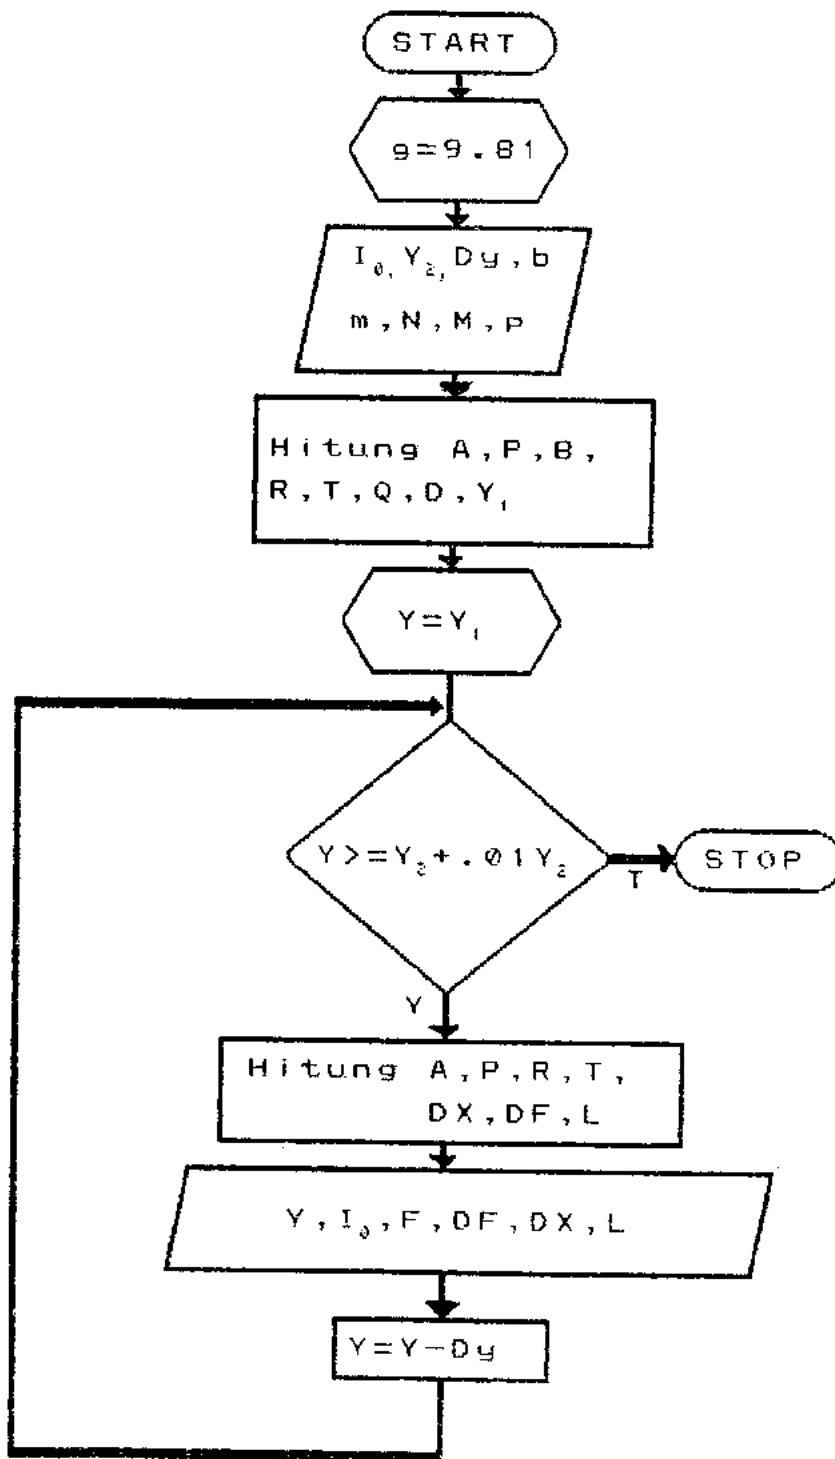 START
g=9.81
I₀, Y₂, Dy, b
m, N, M, p
Hitung A, P, B,
R, T, Q, D, Y₁
Y=Y₁
Y>=Y₂+.01Y₂
T
STOP
Y
Hitung A, P, R, T,
DX, DF, L
Y, I₀, F, DF, DX, L
Y=Y-Dy